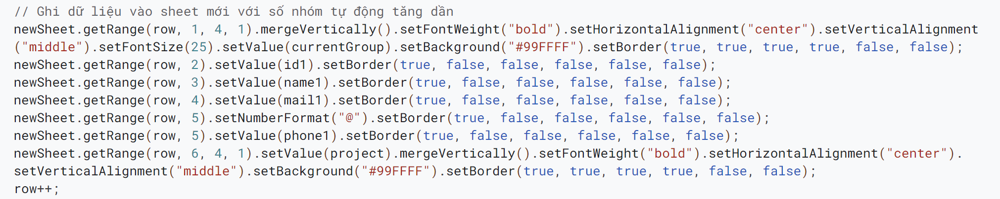 // Ghi dữ liệu vào sheet mới với số nhóm tự động tăng dần
newSheet.getRange(row, 1, 4, 1).mergeVertically().setFontWeight("bold").setHorizontalAlignment("center").setVerticalAlignment
("middle").setFontSize(25).setValue(currentGroup).setBackground("#99FFFF").setBorder(true, true, true, true, false, false);
newSheet.getRange(row, 2).setValue(id1).setBorder(true, false, false, false, false, false);
newSheet.getRange(row, 3).setValue(name1).setBorder(true, false, false, false, false, false);
newSheet.getRange(row, 4).setValue(mail1).setBorder(true, false, false, false, false, false);
newSheet.getRange(row, 5).setNumberFormat("@").setBorder(true, false, false, false, false, false);
newSheet.getRange(row, 5).setValue(phone1).setBorder(true, false, false, false, false, false);
newSheet.getRange(row, 6, 4, 1).setValue(project).mergeVertically().setFontWeight("bold").setHorizontalAlignment("center").
setVerticalAlignment("middle").setBackground("#99FFFF").setBorder(true, true, true, true, false, false);
row++;